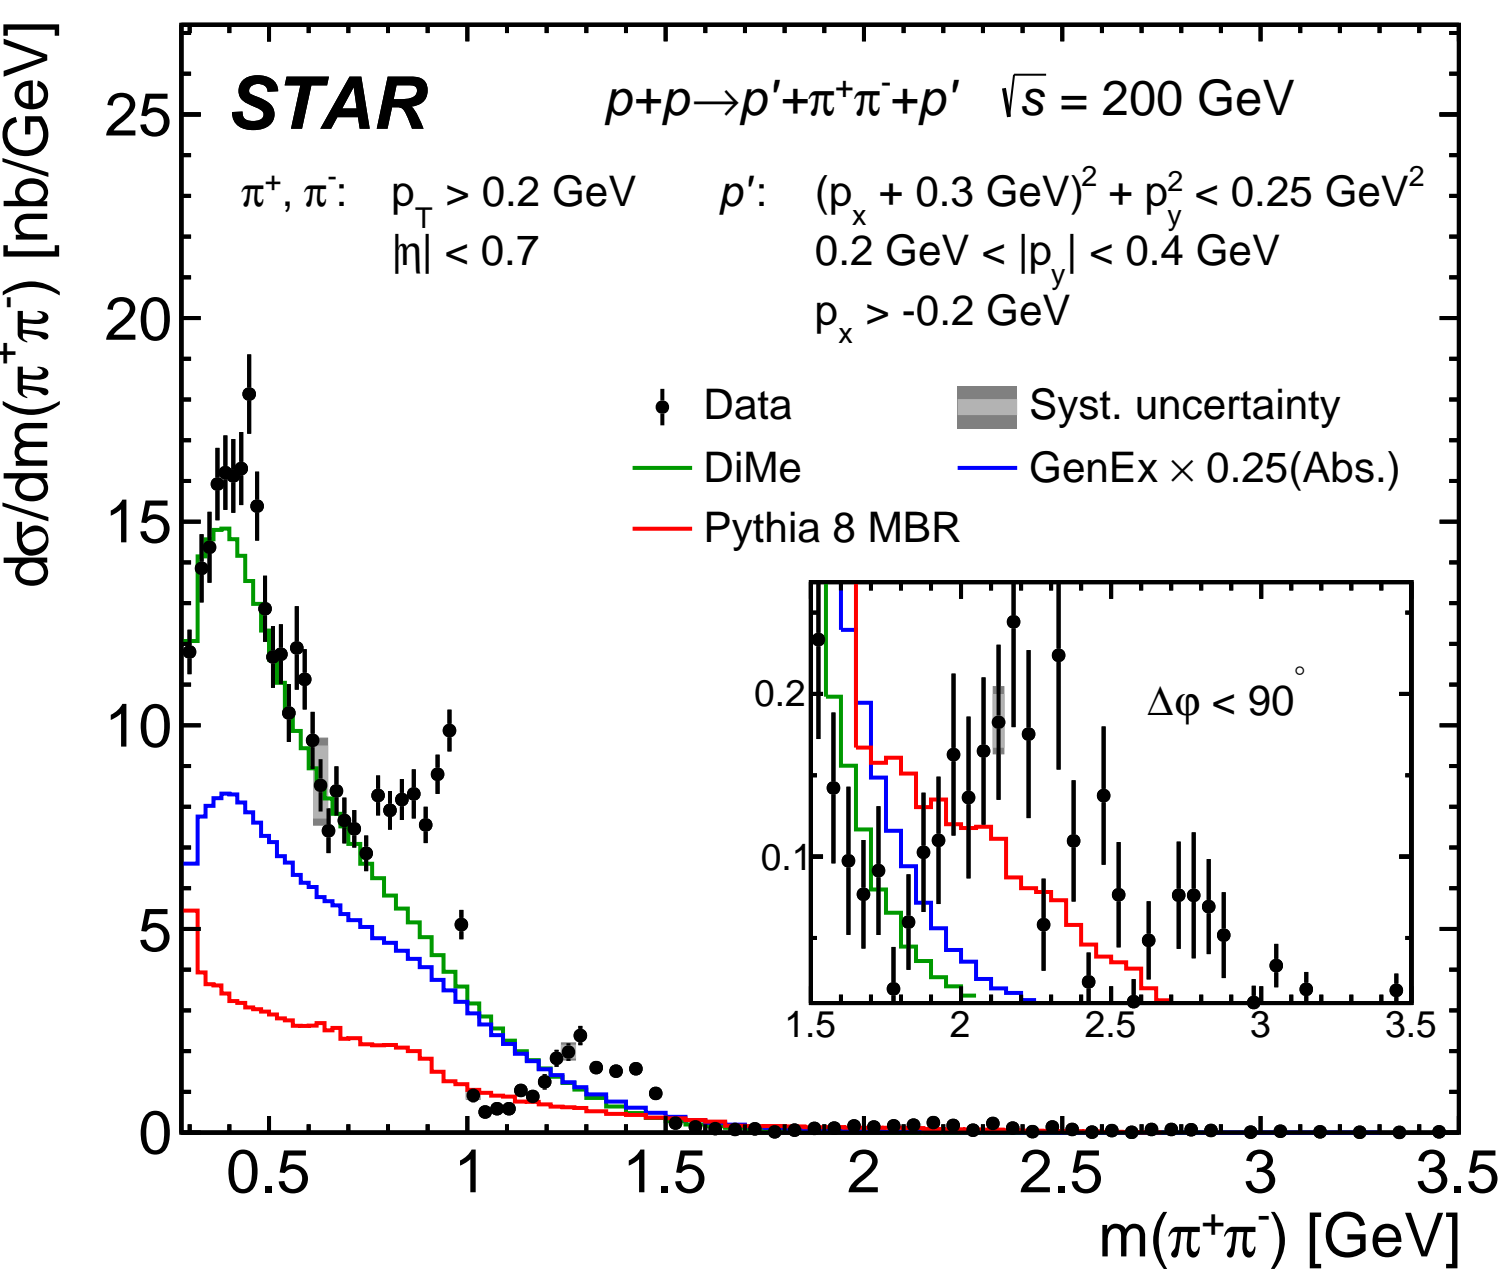 STAR p+p→p′+π⁺π⁻+p′ √s = 200 GeV
π⁺, π⁻: p_T > 0.2 GeV p′: (p_x + 0.3 GeV)² + p_y² < 0.25 GeV²
|η| < 0.7 0.2 GeV < |p_y| < 0.4 GeV
p_x > -0.2 GeV
Data Syst. uncertainty
DiMe GenEx × 0.25(Abs.)
Pythia 8 MBR
dσ/dm(π⁺π⁻) [nb/GeV]
25
20
15
10
5
0
0.5 1 1.5 2 2.5 3 3.5
m(π⁺π⁻) [GeV]
Δφ < 90°
0.2
0.1
1.5 2 2.5 3 3.5